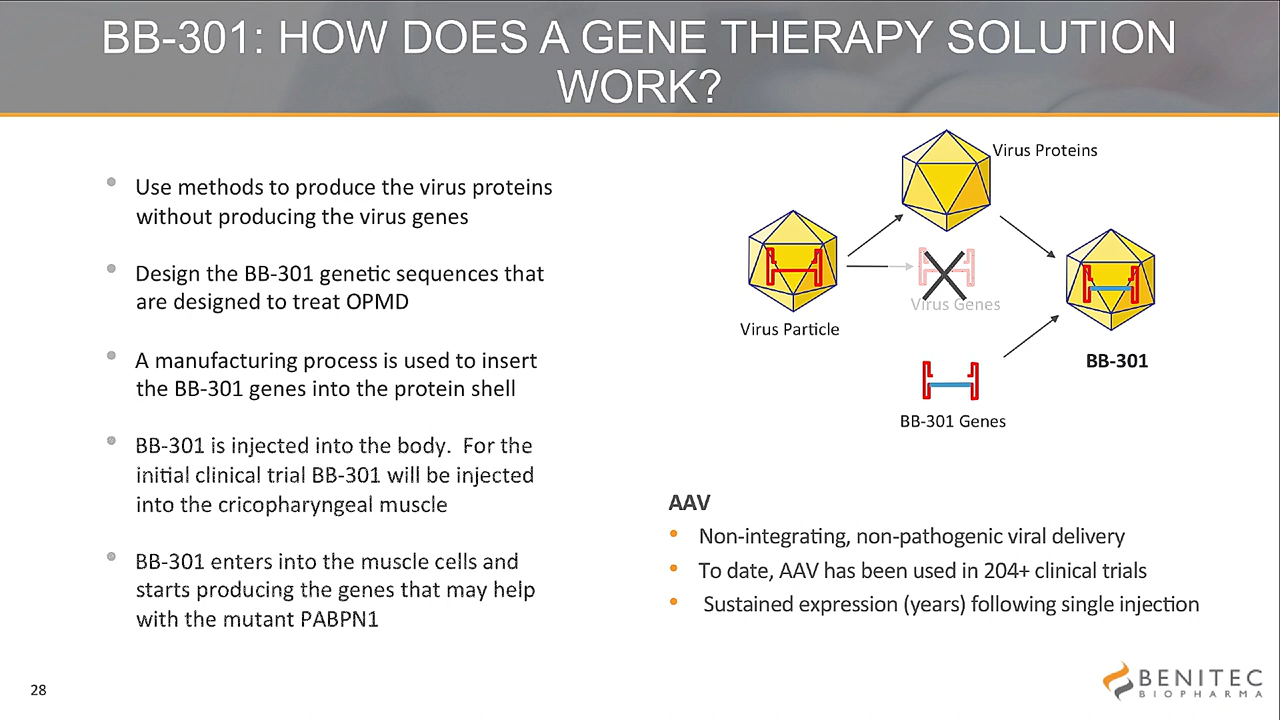 BB-301: HOW DOES A GENE THERAPY SOLUTION
WORK?
Use methods to produce the virus proteins
without producing the virus genes
Design the BB-301 genetic sequences that
are designed to treat OPMD
A manufacturing process is used to insert
the BB-301 genes into the protein shell
BB-301 is injected into the body.  For the
initial clinical trial BB-301 will be injected
into the cricopharyngeal muscle
BB-301 enters into the muscle cells and
starts producing the genes that may help
with the mutant PABPN1
Virus Proteins
Virus Genes
Virus Particle
BB-301
BB-301 Genes
AAV
Non-integrating, non-pathogenic viral delivery
To date, AAV has been used in 204+ clinical trials
Sustained expression (years) following single injection
28
BENITEC
BIOPHARMA